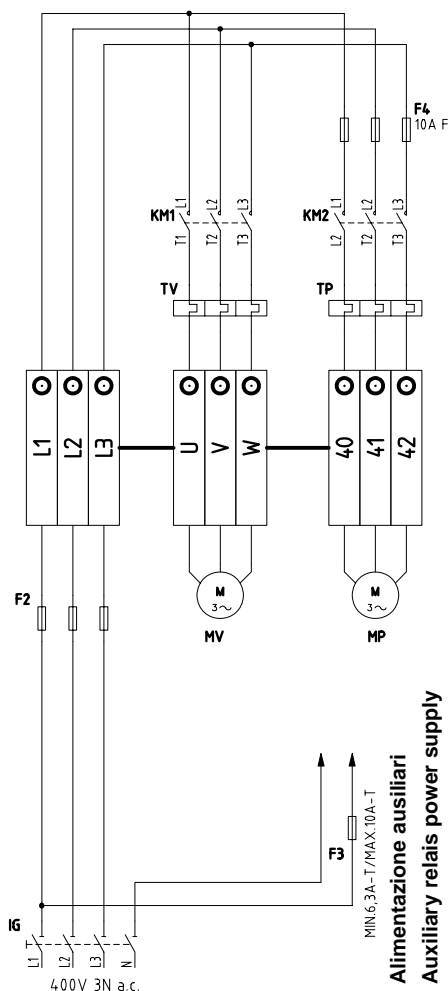 F4
10A F
L1
L2
L3
KM1
T1
T2
T3
L1
L2
L3
KM2
L2
T2
T3
TV
TP
L1
L2
L3
U
V
W
40
41
42
F2
M
3~
MV
M
3~
MP
F3
MIN.6,3A-T/MAX.10A-T
Alimentazione ausiliari
Auxiliary relais power supply
IG
L1
L2
L3
N
400V 3N a.c.